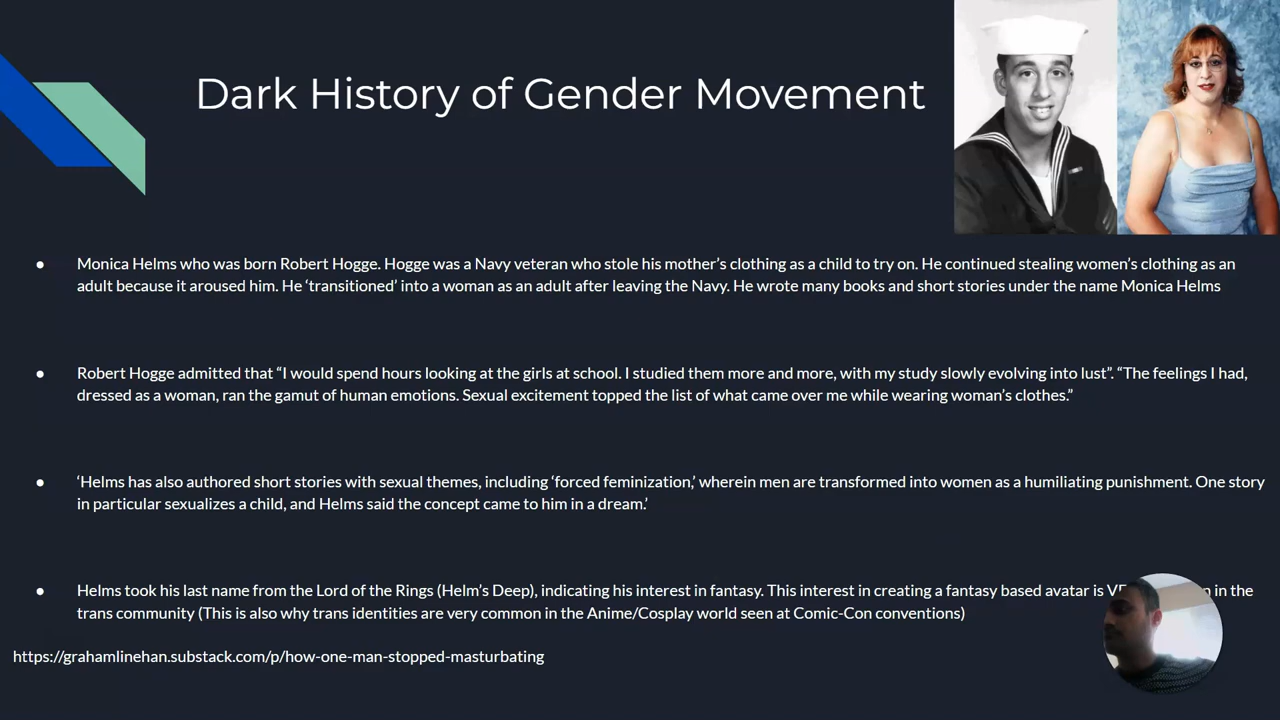 Dark History of Gender Movement
● Monica Helms who was born Robert Hogge. Hogge was a Navy veteran who stole his mother’s clothing as a child to try on. He continued stealing women’s clothing as an
adult because it aroused him. He ‘transitioned’ into a woman as an adult after leaving the Navy. He wrote many books and short stories under the name Monica Helms
● Robert Hogge admitted that “I would spend hours looking at the girls at school. I studied them more and more, with my study slowly evolving into lust”. “The feelings I had,
dressed as a woman, ran the gamut of human emotions. Sexual excitement topped the list of what came over me while wearing woman’s clothes.”
● ‘Helms has also authored short stories with sexual themes, including ‘forced feminization,’ wherein men are transformed into women as a humiliating punishment. One story
in particular sexualizes a child, and Helms said the concept came to him in a dream.’
● Helms took his last name from the Lord of the Rings (Helm’s Deep), indicating his interest in fantasy. This interest in creating a fantasy based avatar is in the
trans community (This is also why trans identities are very common in the Anime/Cosplay world seen at Comic-Con conventions)
https://grahamlinehan.substack.com/p/how-one-man-stopped-masturbating